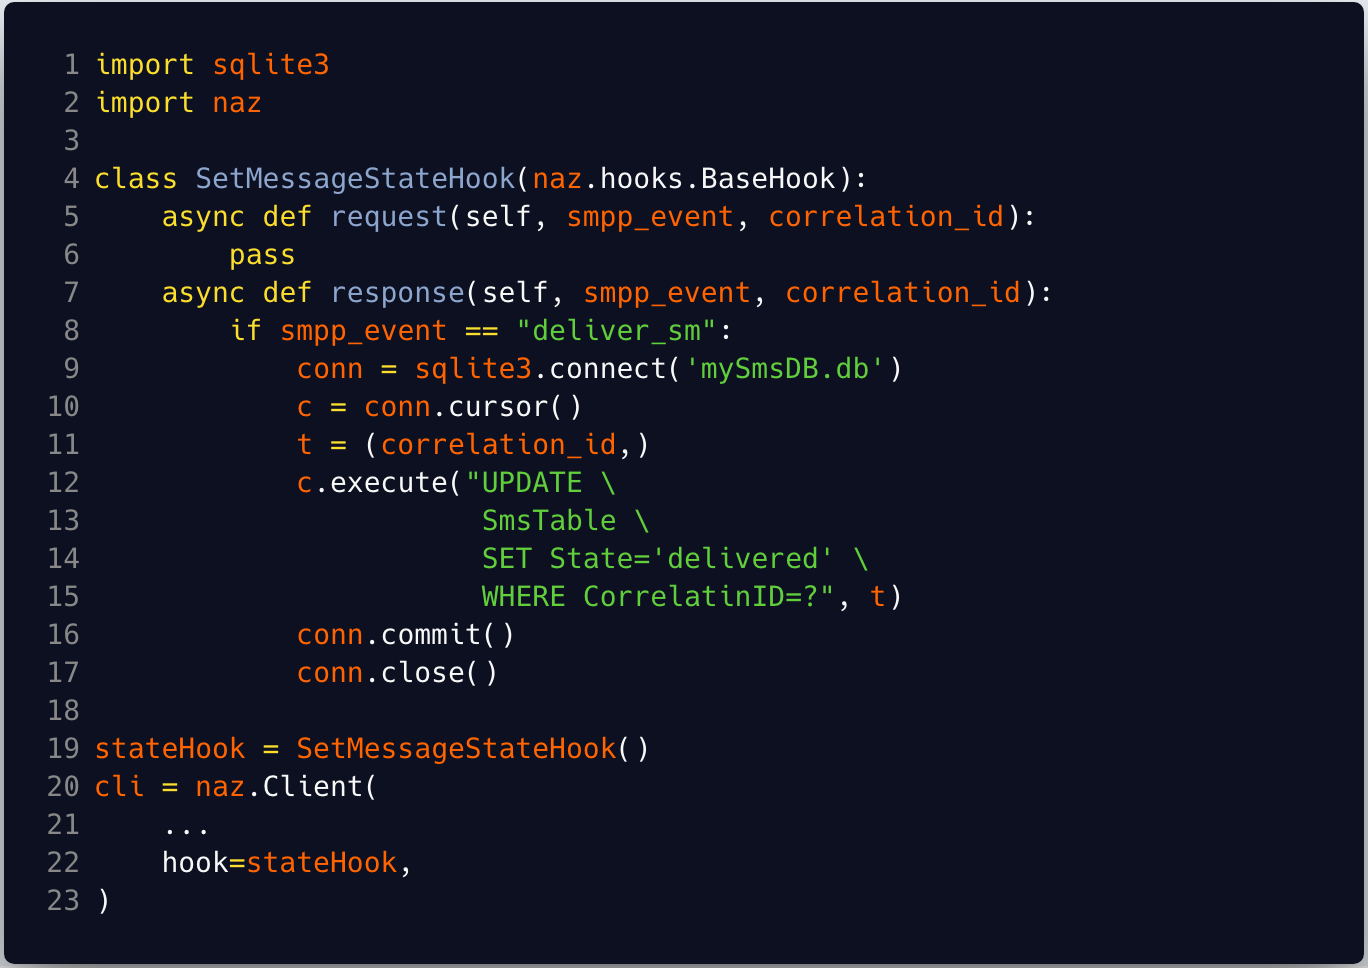 1 import sqlite3
2 import naz
3
4 class SetMessageStateHook(naz.hooks.BaseHook):
5     async def request(self, smpp_event, correlation_id):
6         pass
7     async def response(self, smpp_event, correlation_id):
8         if smpp_event == "deliver_sm":
9             conn = sqlite3.connect('mySmsDB.db')
10             c = conn.cursor()
11             t = (correlation_id,)
12             c.execute("UPDATE \
13                        SmsTable \
14                        SET State='delivered' \
15                        WHERE CorrelatinID=?", t)
16             conn.commit()
17             conn.close()
18
19 stateHook = SetMessageStateHook()
20 cli = naz.Client(
21     ...
22     hook=stateHook,
23 )